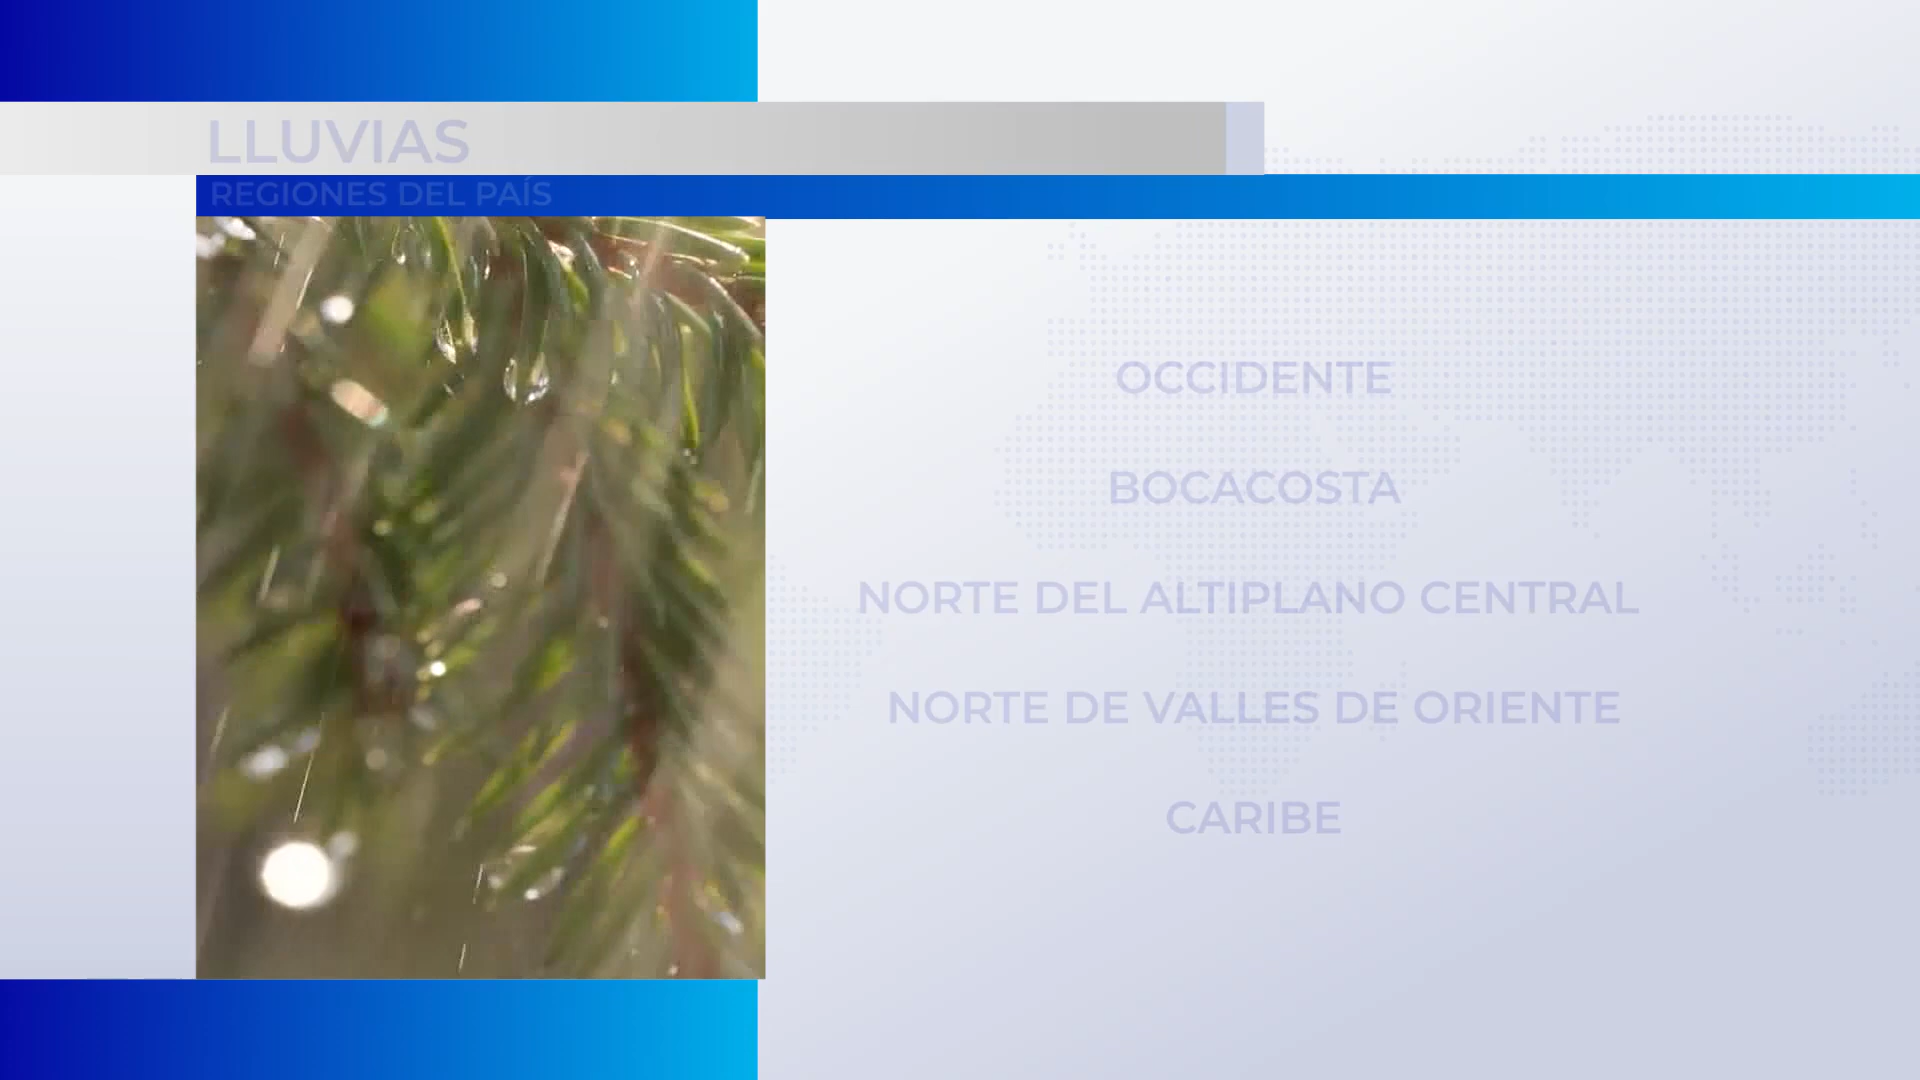 LLUVIAS
REGIONES DEL PAÍS
OCCIDENTE
BOCACOSTA
NORTE DEL ALTIPLANO CENTRAL
NORTE DE VALLES DE ORIENTE
CARIBE